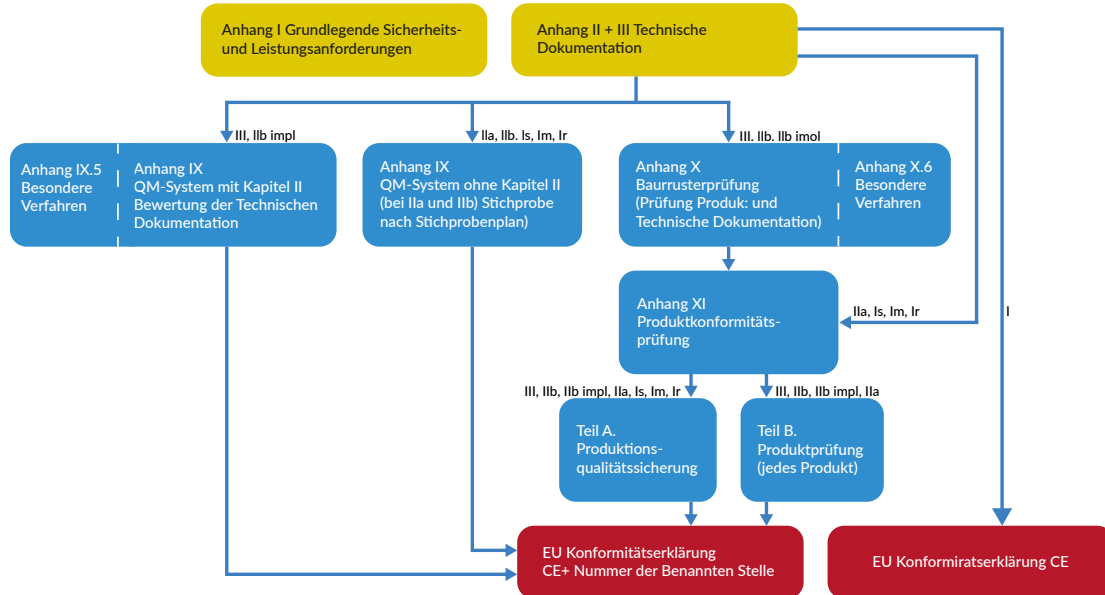 Anhang I Grundlegende Sicherheits-
und Leistungsanforderungen
Anhang II + III Technische
Dokumentation
III, IIb impl
IIa, IIb. Is, Im, Ir
III. IIb. IIb imol
Anhang IX.5
Besondere
Verfahren
Anhang IX
QM-System mit Kapitel II
Bewertung der Technischen
Dokumentation
Anhang IX
QM-System ohne Kapitel II
(bei IIa und IIb) Stichprobe
nach Stichprobenplan)
Anhang X
Baurrusterprüfung
(Prüfung Produk: und
Technische Dokumentation)
Anhang X.6
Besondere
Verfahren
Anhang XI
Produktkonformitäts-
prüfung
IIa, Is, Im, Ir
I
III, IIb, IIb impl, IIa, Is, Im, Ir
III, IIb, IIb impl, IIa
Teil A.
Produktions-
qualitätssicherung
Teil B.
Produktprüfung
(jedes Produkt)
EU Konformitätserklärung
CE+ Nummer der Benannten Stelle
EU Konformiratserklärung CE